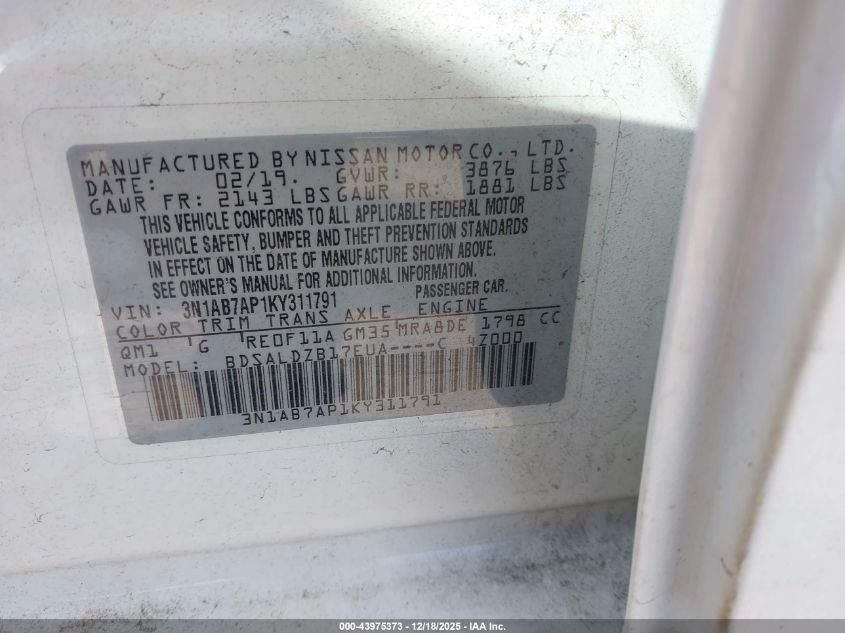 MANUFACTURED BY NISSAN MOTOR CO., LTD.
DATE: 02/19. GVWR: 3876 LBS
GAWR FR: 2143 LBS GAWR RR: 1881 LBS
THIS VEHICLE CONFORMS TO ALL APPLICABLE FEDERAL MOTOR
VEHICLE SAFETY, BUMPER AND THEFT PREVENTION STANDARDS
IN EFFECT ON THE DATE OF MANUFACTURE SHOWN ABOVE.
SEE OWNER'S MANUAL FOR ADDITIONAL INFORMATION.
VIN: 3N1AB7AP1KY311791 PASSENGER CAR.
COLOR TRIM TRANS AXLE ENGINE
QM1 G RE0F11A GM35 MRA8DE 1798 CC
MODEL: BDSALDZB17EUA----C 4Z000
3N1AB7AP1KY311791
000-43975373 - 12/18/2025 - IAA Inc.